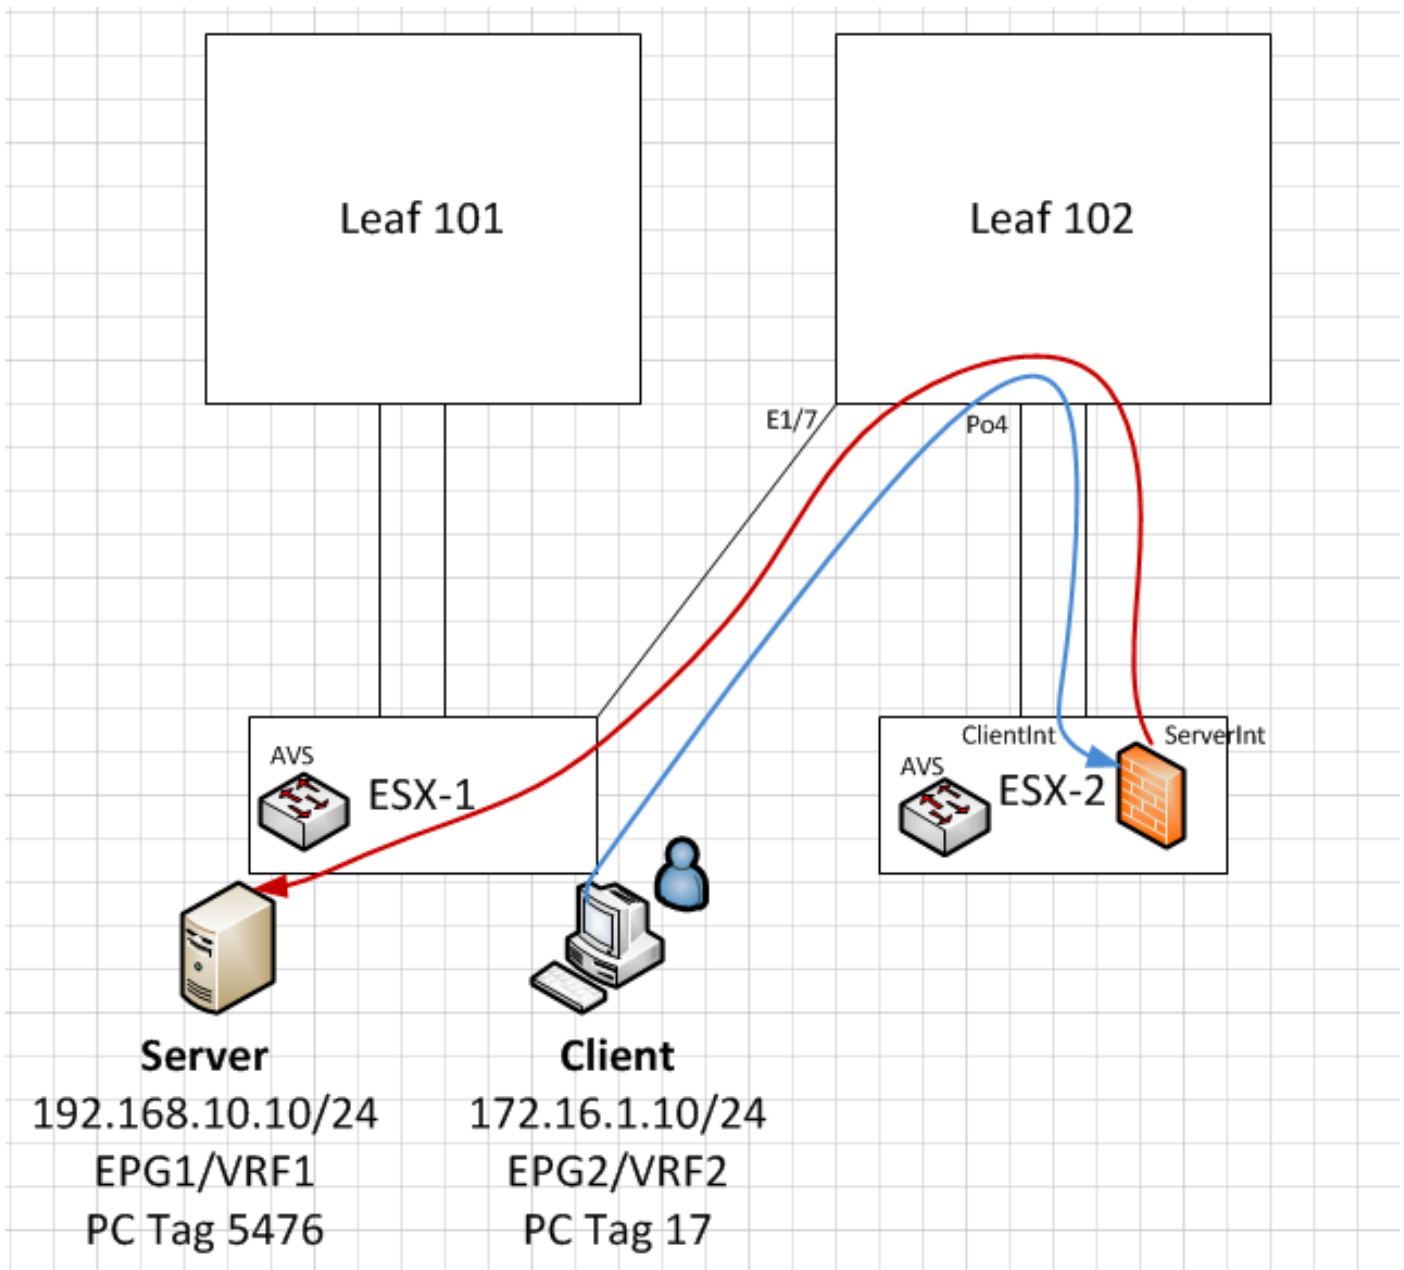 Leaf 101
Leaf 102
E1/7
Po4
AVS
ESX-1
ClientInt
ServerInt
AVS
ESX-2
Server
192.168.10.10/24
EPG1/VRF1
PC Tag 5476
Client
172.16.1.10/24
EPG2/VRF2
PC Tag 17